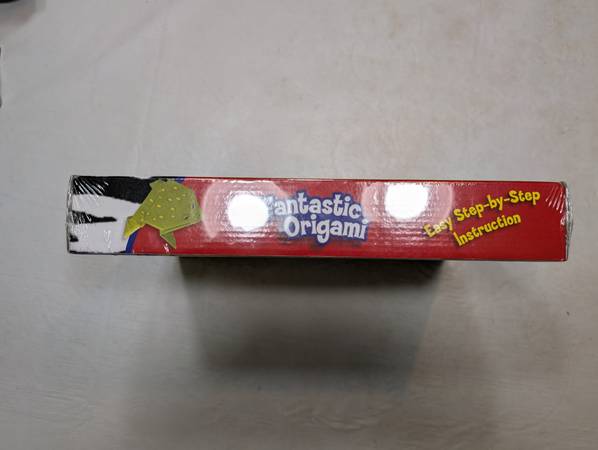 Fantastic
Origami
Easy Step-by-Step
Instruction